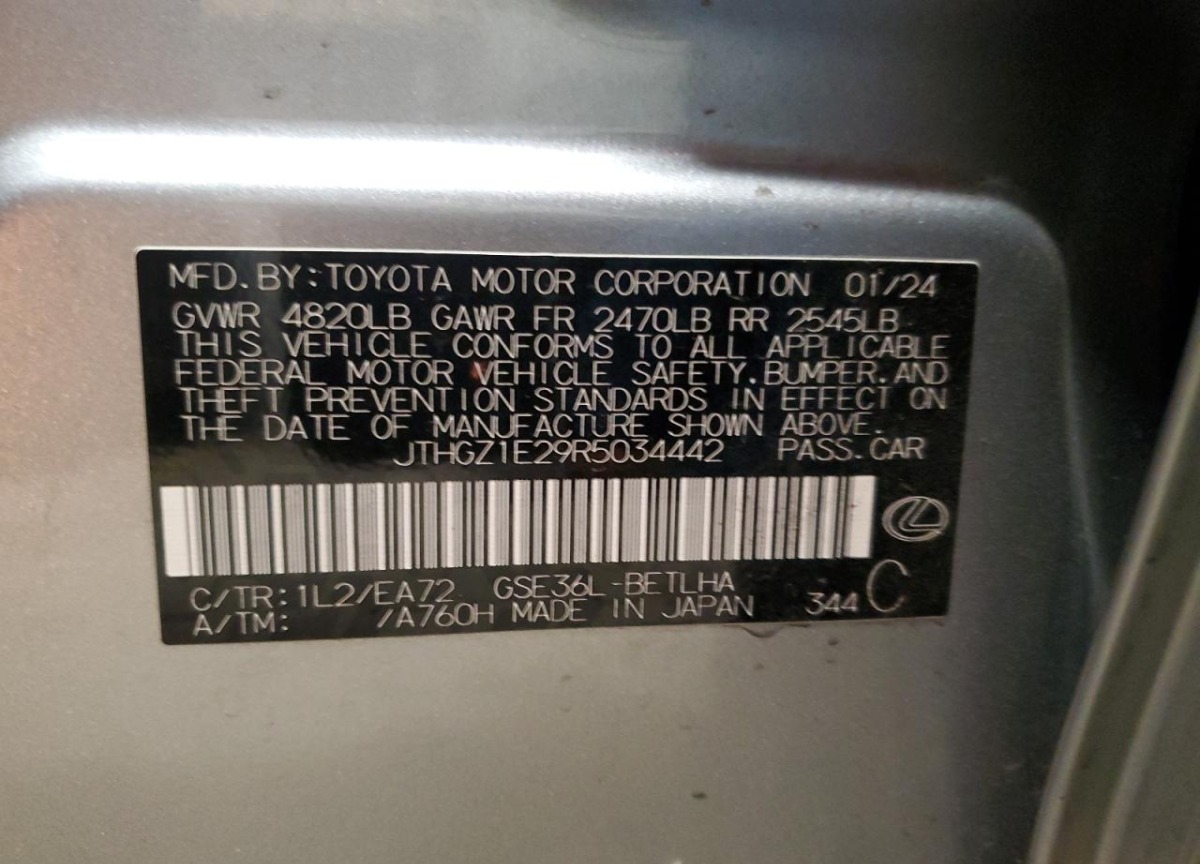 MFD. BY: TOYOTA MOTOR CORPORATION 01/24
GVWR 4820LB GAWR FR 2470LB RR 2545LB
THIS VEHICLE CONFORMS TO ALL APPLICABLE
FEDERAL MOTOR VEHICLE SAFETY, BUMPER, AND
THEFT PREVENTION STANDARDS IN EFFECT ON
THE DATE OF MANUFACTURE SHOWN ABOVE.
JTHGZ1E29R5034442 PASS. CAR
C/TR: 1L2/EA72 GSE36L-BETLHA
A/TM: /A760H MADE IN JAPAN 344 C